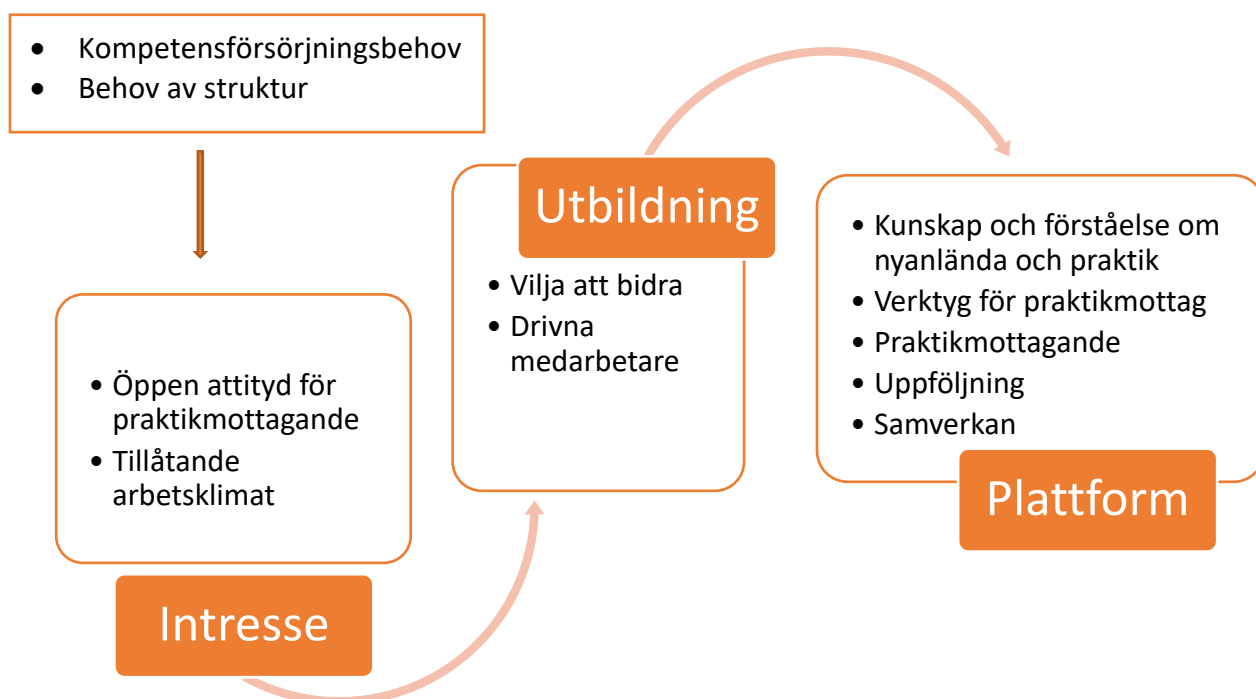 • Kompetensförsörjningsbehov
• Behov av struktur
• Öppen attityd för
praktikmottagande
• Tillåtande
arbetsklimat
Intresse
Utbildning
• Vilja att bidra
• Drivna
medarbetare
• Kunskap och förståelse om
nyanlända och praktik
• Verktyg för praktikmottag
• Praktikmottagande
• Uppföljning
• Samverkan
Plattform